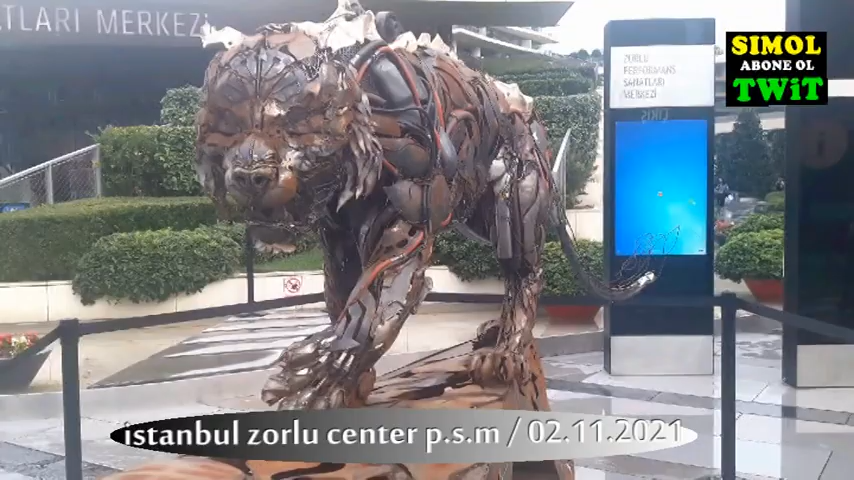 ATLARI MERKEZİ
SIMOL
ABONE OL
TWiT
ZORLU
PERFORMANS
SANATLARI
MERKEZİ
istanbul zorlu center p.s.m / 02.11.2021